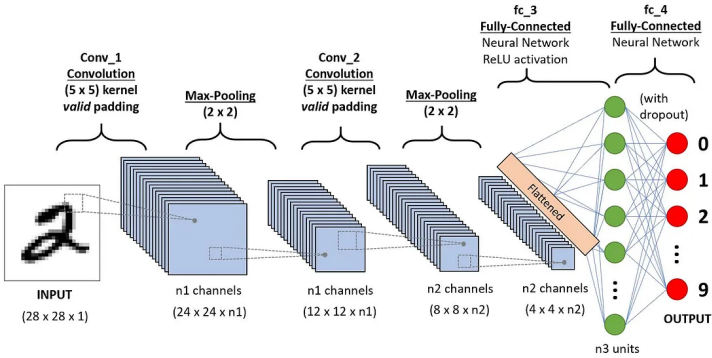 fc_3
Fully-Connected
Neural Network
ReLU activation
fc_4
Fully-Connected
Neural Network
Conv_1
Convolution
(5 x 5) kernel
valid padding
Max-Pooling
(2 x 2)
Conv_2
Convolution
(5 x 5) kernel
valid padding
Max-Pooling
(2 x 2)
(with
dropout)
Flattened
0
1
2
9
OUTPUT
INPUT
(28 x 28 x 1)
n1 channels
(24 x 24 x n1)
n1 channels
(12 x 12 x n1)
n2 channels
(8 x 8 x n2)
n2 channels
(4 x 4 x n2)
n3 units
2